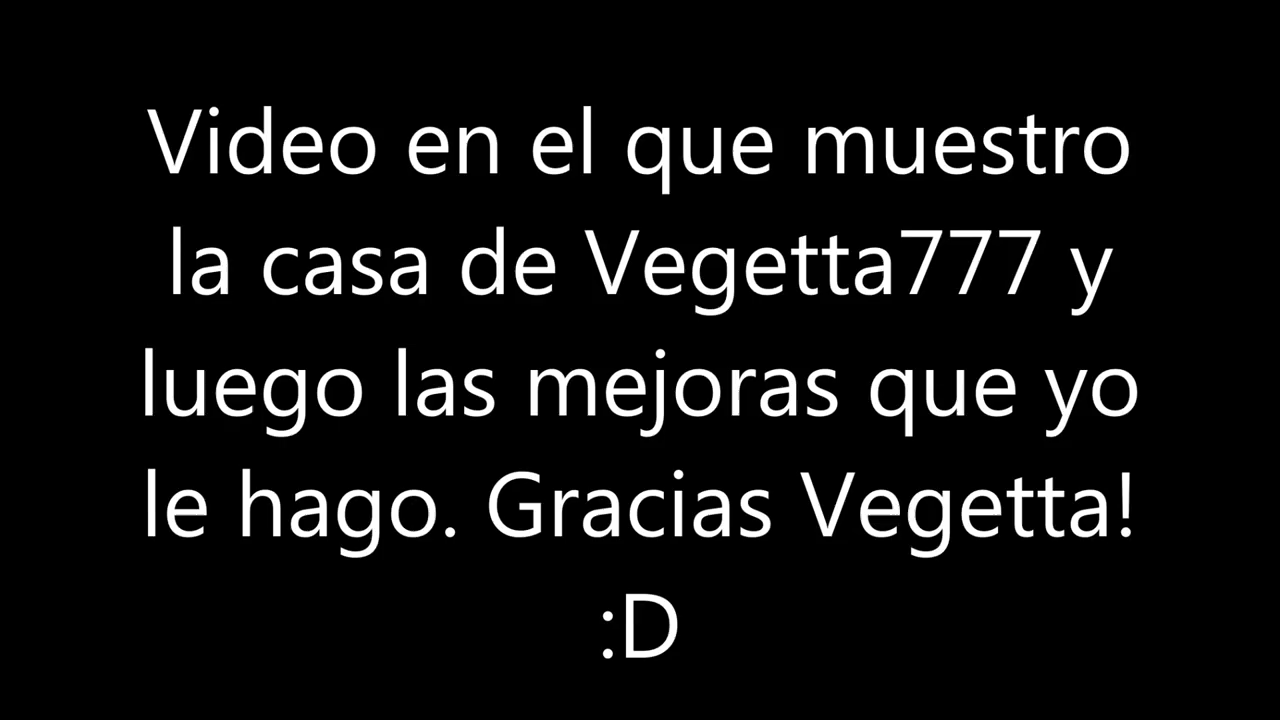 Video en el que muestro
la casa de Vegetta777 y
luego las mejoras que yo
le hago. Gracias Vegetta!
:D